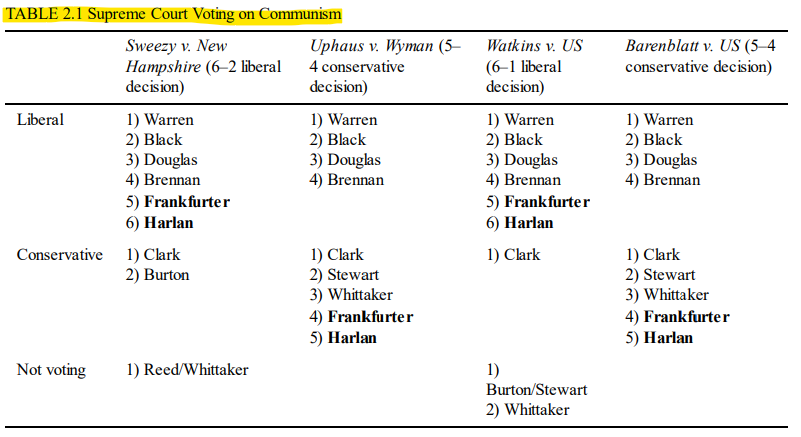 TABLE 2.1 Supreme Court Voting on Communism
Sweezy v. New Hampshire (6–2 liberal decision)
Uphaus v. Wyman (5–4 conservative decision)
Watkins v. US (6–1 liberal decision)
Barenblatt v. US (5–4 conservative decision)
Liberal
1) Warren
2) Black
3) Douglas
4) Brennan
5) Frankfurter
6) Harlan
1) Warren
2) Black
3) Douglas
4) Brennan
1) Warren
2) Black
3) Douglas
4) Brennan
5) Frankfurter
6) Harlan
1) Warren
2) Black
3) Douglas
4) Brennan
Conservative
1) Clark
2) Burton
1) Clark
2) Stewart
3) Whittaker
4) Frankfurter
5) Harlan
1) Clark
1) Clark
2) Stewart
3) Whittaker
4) Frankfurter
5) Harlan
Not voting
1) Reed/Whittaker
1)
Burton/Stewart
2) Whittaker